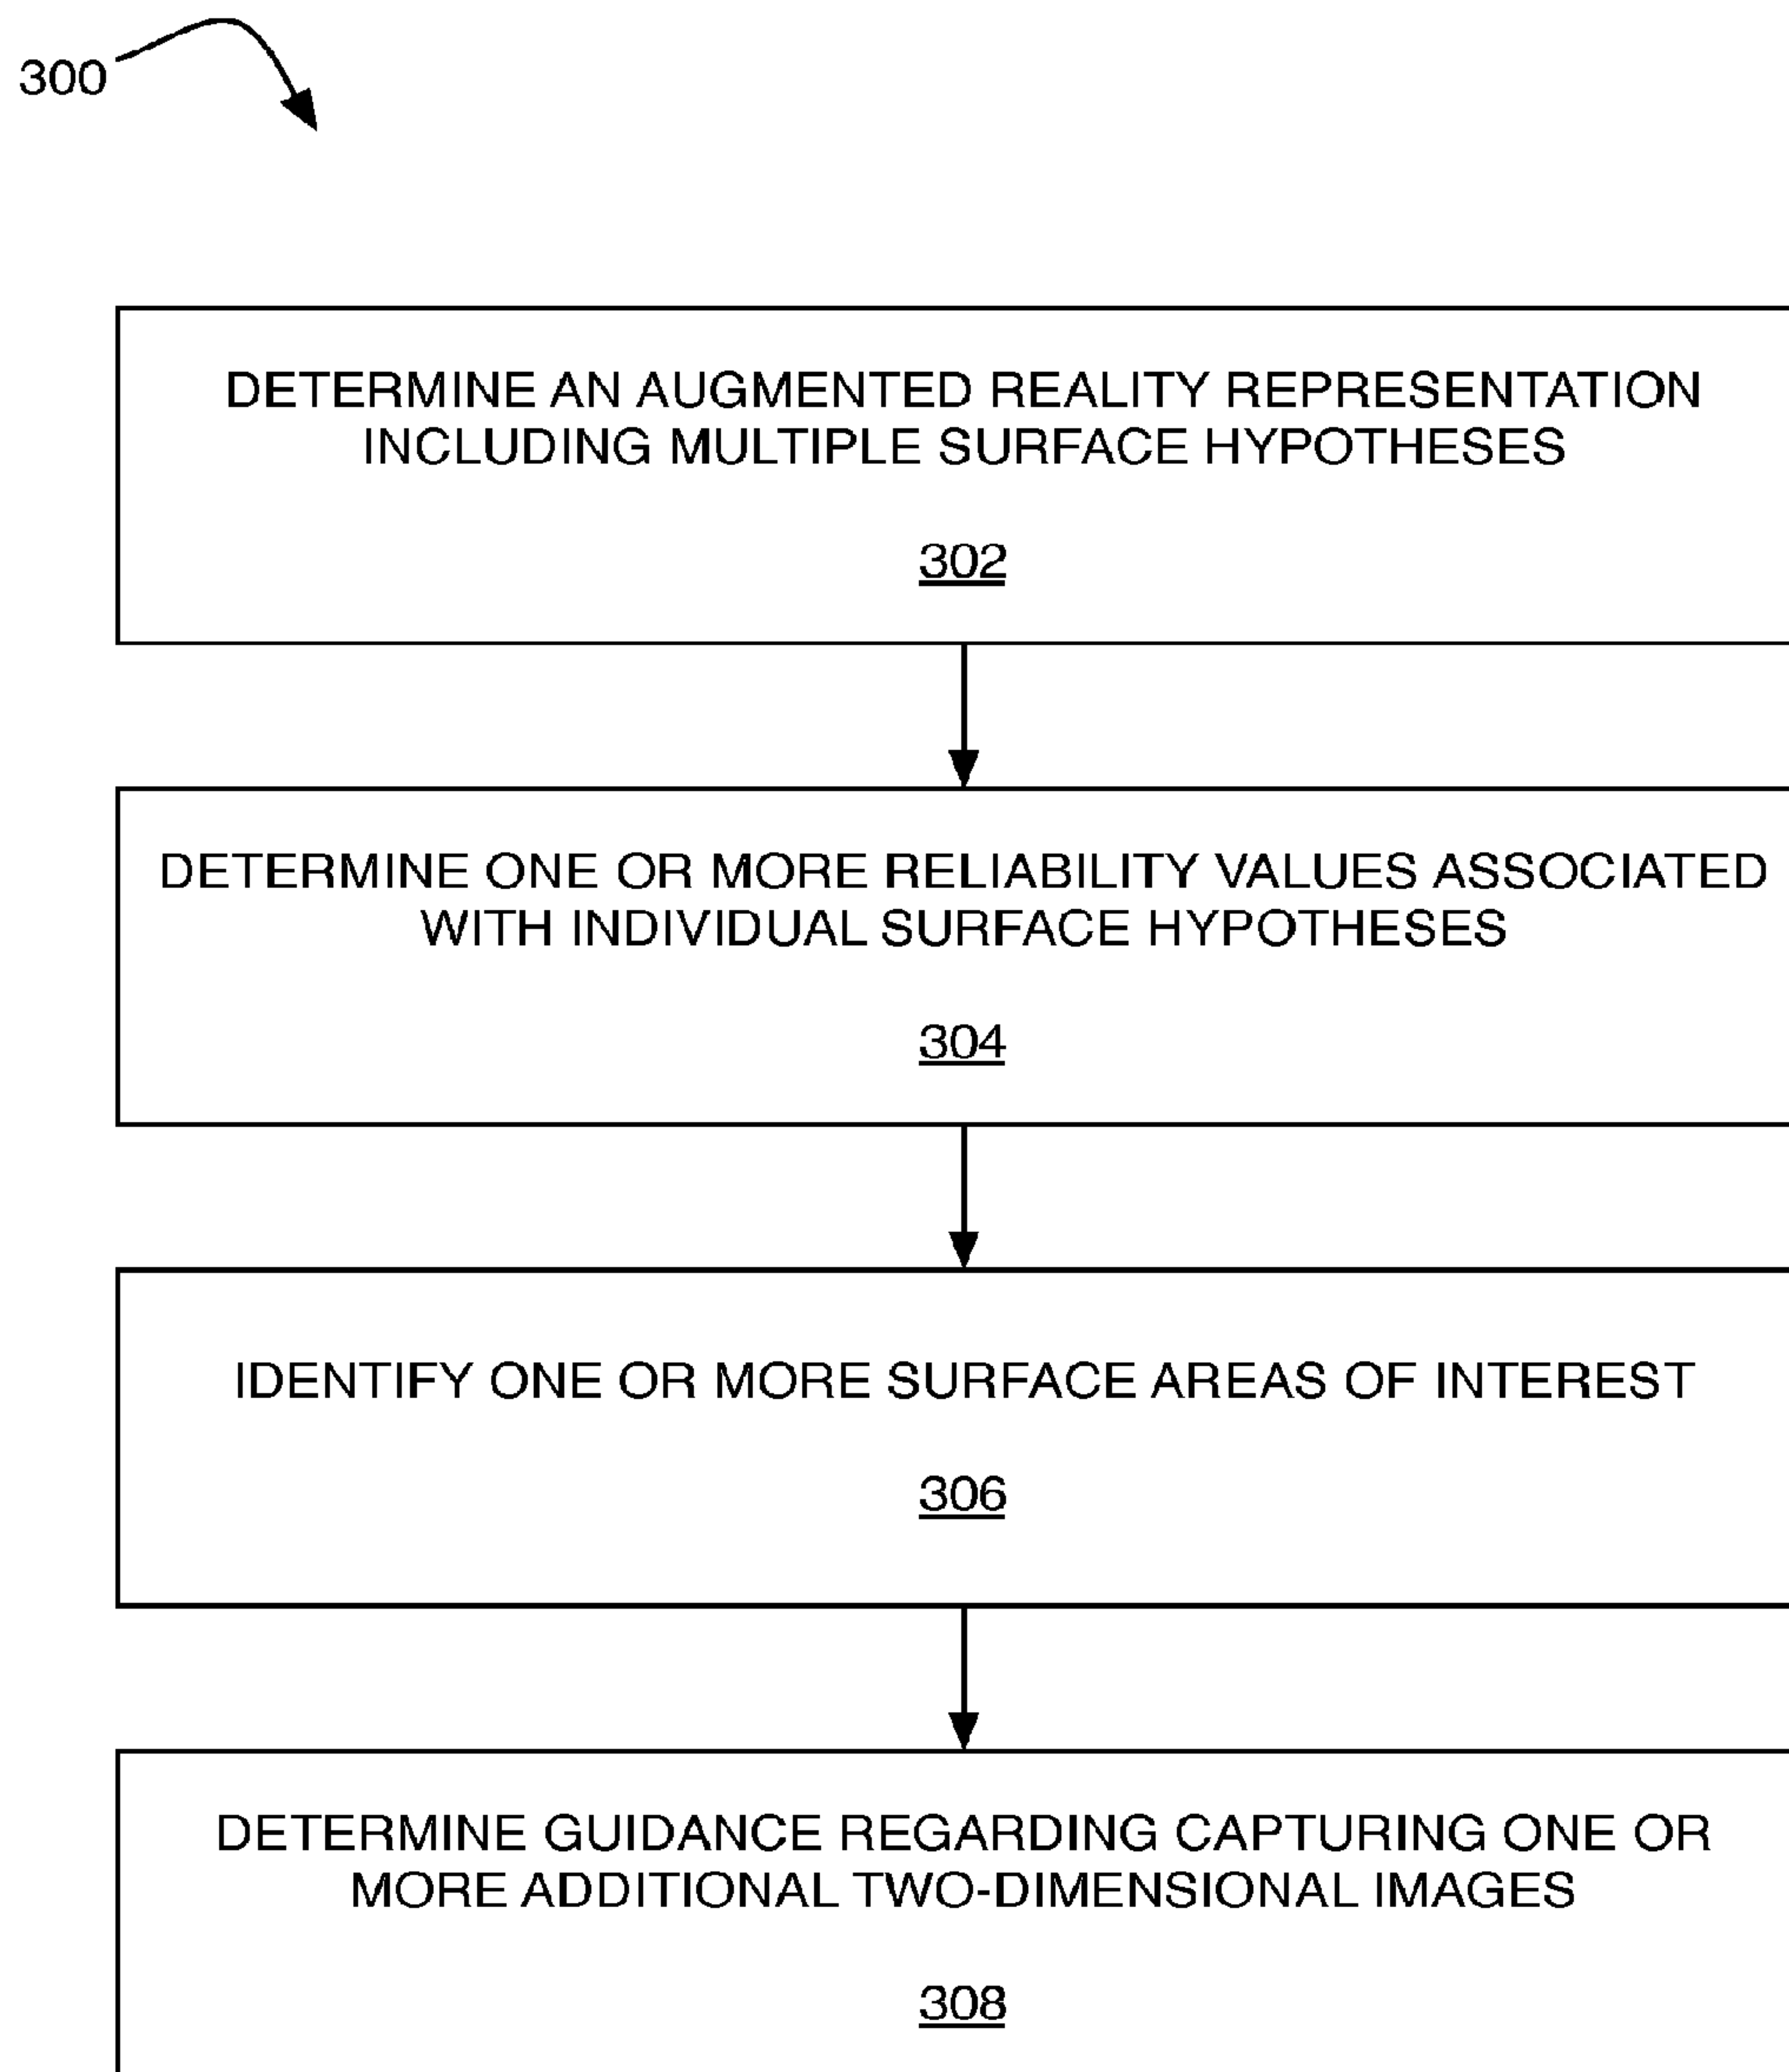 300
DETERMINE AN AUGMENTED REALITY REPRESENTATION
INCLUDING MULTIPLE SURFACE HYPOTHESES
302
DETERMINE ONE OR MORE RELIABILITY VALUES ASSOCIATED
WITH INDIVIDUAL SURFACE HYPOTHESES
304
IDENTIFY ONE OR MORE SURFACE AREAS OF INTEREST
306
DETERMINE GUIDANCE REGARDING CAPTURING ONE OR
MORE ADDITIONAL TWO-DIMENSIONAL IMAGES
308